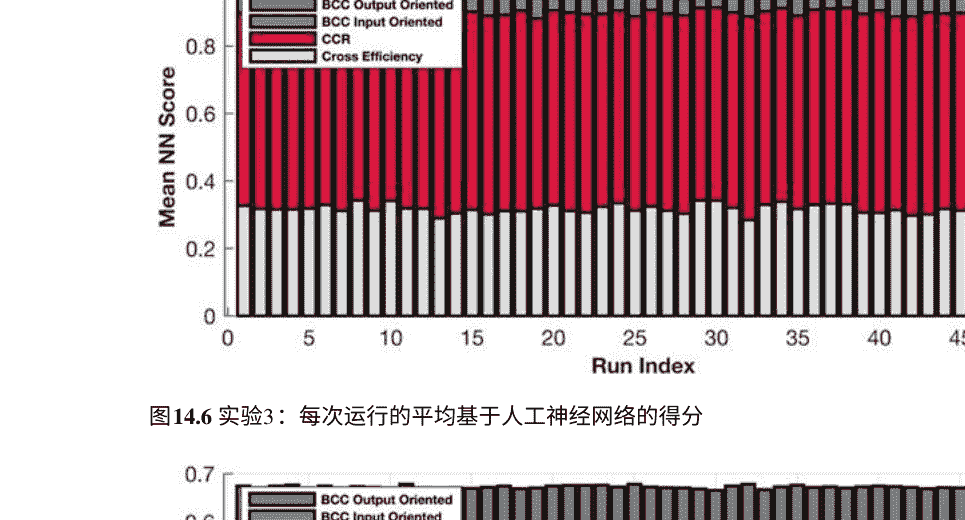 BCC Output Oriented
BCC Input Oriented
CCR
Cross Efficiency
0.8
0.6
0.4
0.2
0
Mean NN Score
0 5 10 15 20 25 30 35 40 45
Run Index
图14.6 实验3：每次运行的平均基于人工神经网络的得分
0.7
BCC Output Oriented
BCC Input Oriented